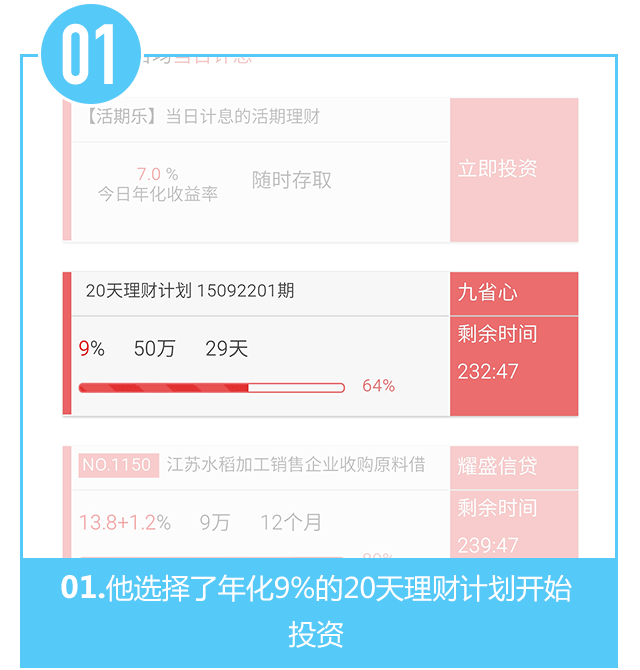 01
当日计息
【活期乐】当日计息的活期理财
7.0 %
今日年化收益率
随时存取
立即投资
20天理财计划 15092201期
九省心
9% 50万 29天
剩余时间
232:47
64%
NO.1150 江苏水稻加工销售企业收购原料借
耀盛信贷
13.8+1.2% 9万 12个月
剩余时间
239:47
01.他选择了年化9%的20天理财计划开始
投资